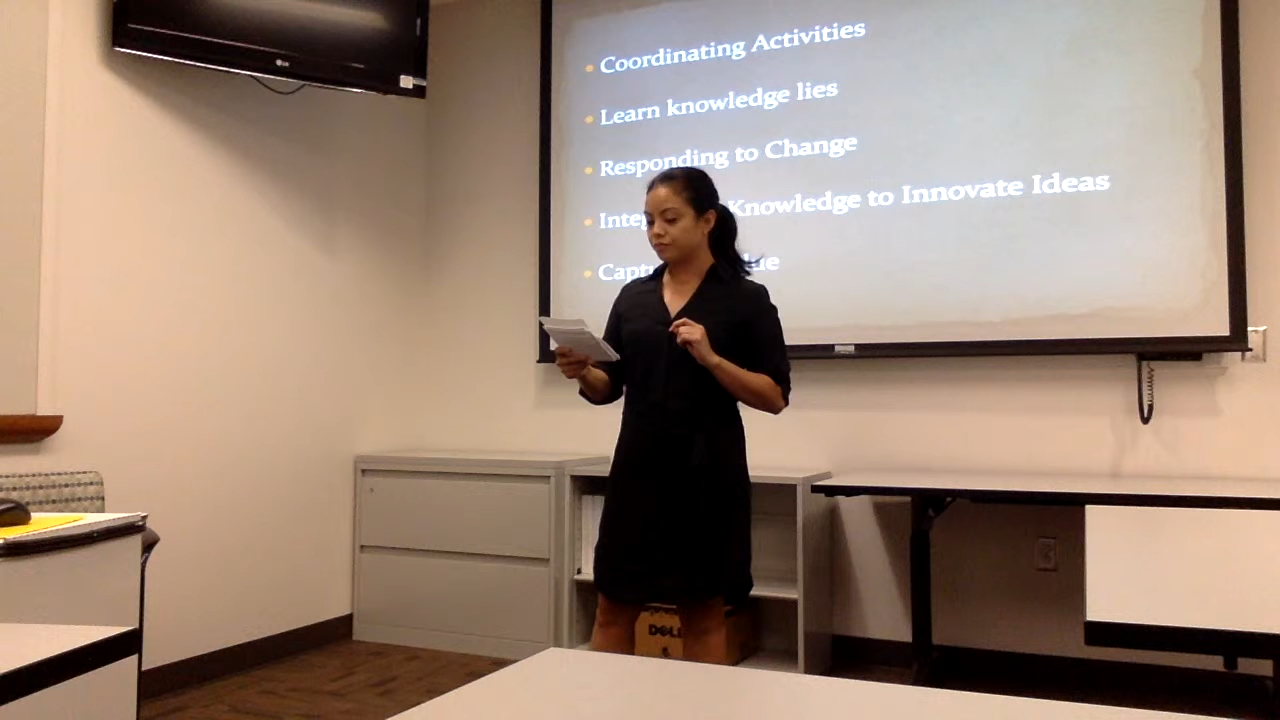 LG
Coordinating Activities
Learn knowledge lies
Responding to Change
Knowledge to Innovate Ideas
DELL